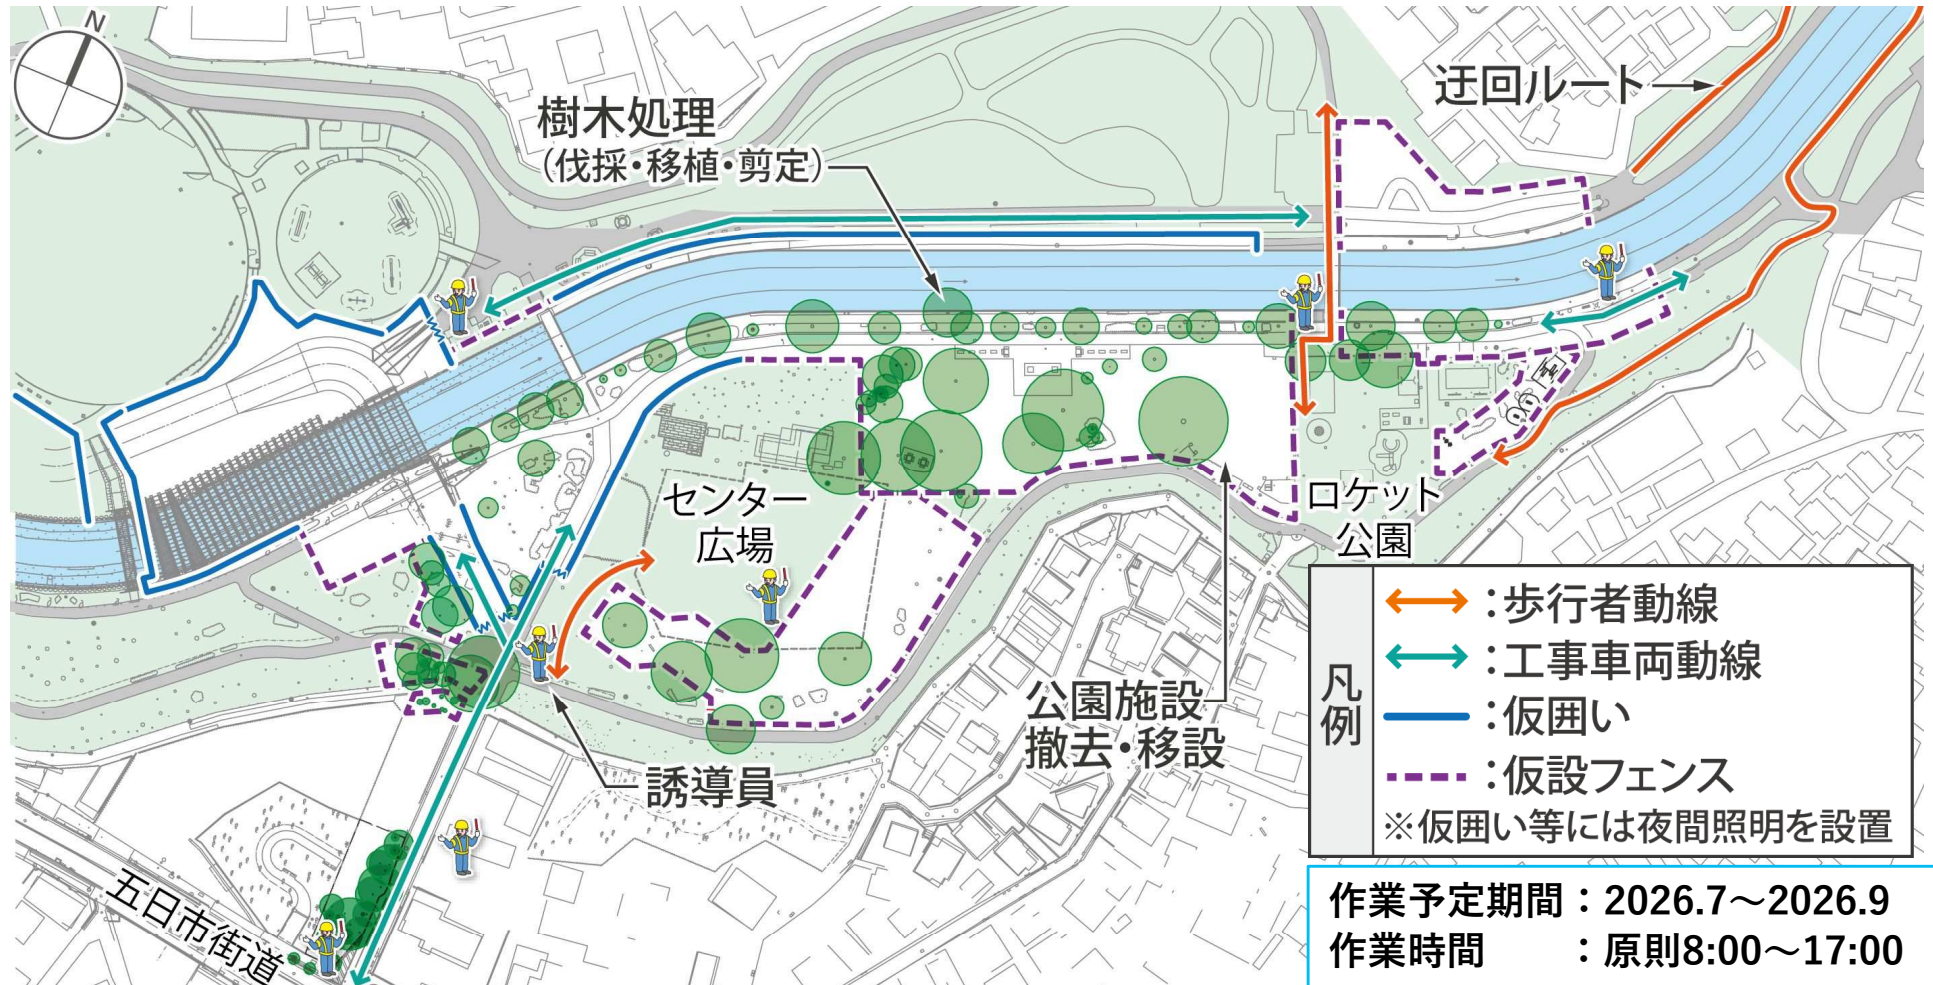 N
迂回ルート
樹木処理
(伐採・移植・剪定)
センター
広場
ロケット
公園
公園施設
撤去・移設
誘導員
五日市街道
凡例
:歩行者動線
:工事車両動線
:仮囲い
:仮設フェンス
※仮囲い等には夜間照明を設置
作業予定期間:2026.7～2026.9
作業時間 :原則8:00～17:00